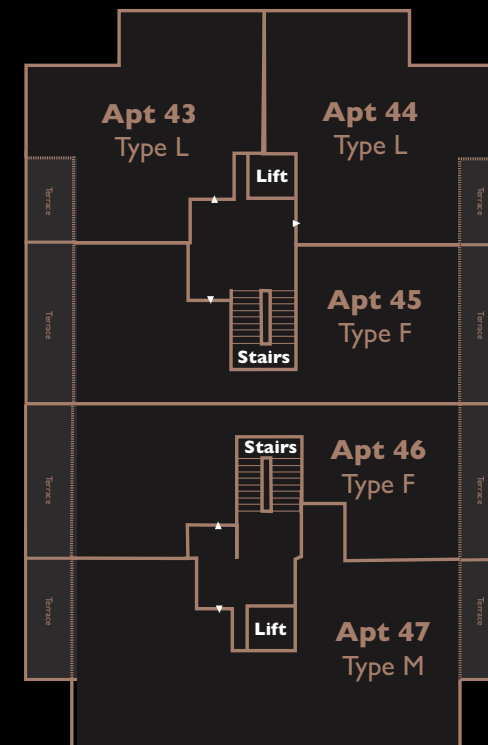 Apt 43
Type L
Apt 44
Type L
Lift
Terrace
Terrace
Apt 45
Type F
Terrace
Terrace
Stairs
Stairs
Apt 46
Type F
Terrace
Terrace
Terrace
Terrace
Lift
Apt 47
Type M